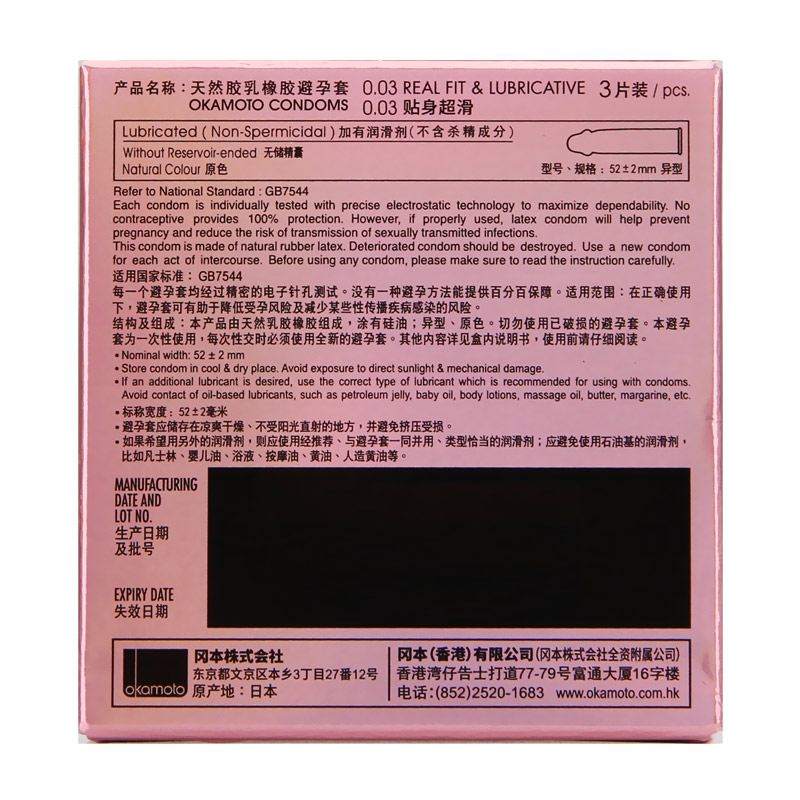 产品名称：天然胶乳橡胶避孕套 0.03 REAL FIT & LUBRICATIVE 3片装 / pcs.
OKAMOTO CONDOMS 0.03 贴身超滑
Lubricated ( Non-Spermicidal ) 加有润滑剂(不含杀精成分)
Without Reservoir-ended 无储精囊
Natural Colour 原色 型号、规格：52±2mm 异型
Refer to National Standard : GB7544
Each condom is individually tested with precise electrostatic technology to maximize dependability. No
contraceptive provides 100% protection. However, if properly used, latex condom will help prevent
pregnancy and reduce the risk of transmission of sexually transmitted infections.
This condom is made of natural rubber latex. Deteriorated condom should be destroyed. Use a new condom
for each act of intercourse. Before using any condom, please make sure to read the instruction carefully.
适用国家标准： GB7544
每一个避孕套均经过精密的电子针孔测试。没有一种避孕方法能提供百分百保障。适用范围：在正确使用
下，避孕套可有助于降低受孕风险及减少某些性传播疾病感染的风险。
结构及组成：本产品由天然乳胶橡胶组成，涂有硅油；异型、原色。切勿使用已破损的避孕套。本避孕
套为一次性使用，每次性交时必须使用全新的避孕套。其他内容详见盒内说明书，使用前请仔细阅读。
• Nominal width: 52 ± 2 mm
• Store condom in cool & dry place. Avoid exposure to direct sunlight & mechanical damage.
• If an additional lubricant is desired, use the correct type of lubricant which is recommended for using with condoms.
Avoid contact of oil-based lubricants, such as petroleum jelly, baby oil, body lotions, massage oil, butter, margarine, etc.
• 标称宽度：52±2毫米
• 避孕套应储存在凉爽干燥、不受阳光直射的地方，并避免挤压受损。
• 如果希望用另外的润滑剂，则应使用经推荐、与避孕套一同并用、类型恰当的润滑剂；应避免使用石油基的润滑剂，
比如凡士林、婴儿油、浴液、按摩油、黄油、人造黄油等。
MANUFACTURING
DATE AND
LOT NO.
生产日期
及批号
EXPIRY DATE
失效日期
okamoto
冈本株式会社
东京都文京区本乡3丁目27番12号
原产地：日本
冈本(香港)有限公司(冈本株式会社全资附属公司)
香港湾仔告士打道77-79号富通大厦16字楼
电话：(852)2520-1683 www.okamoto.com.hk